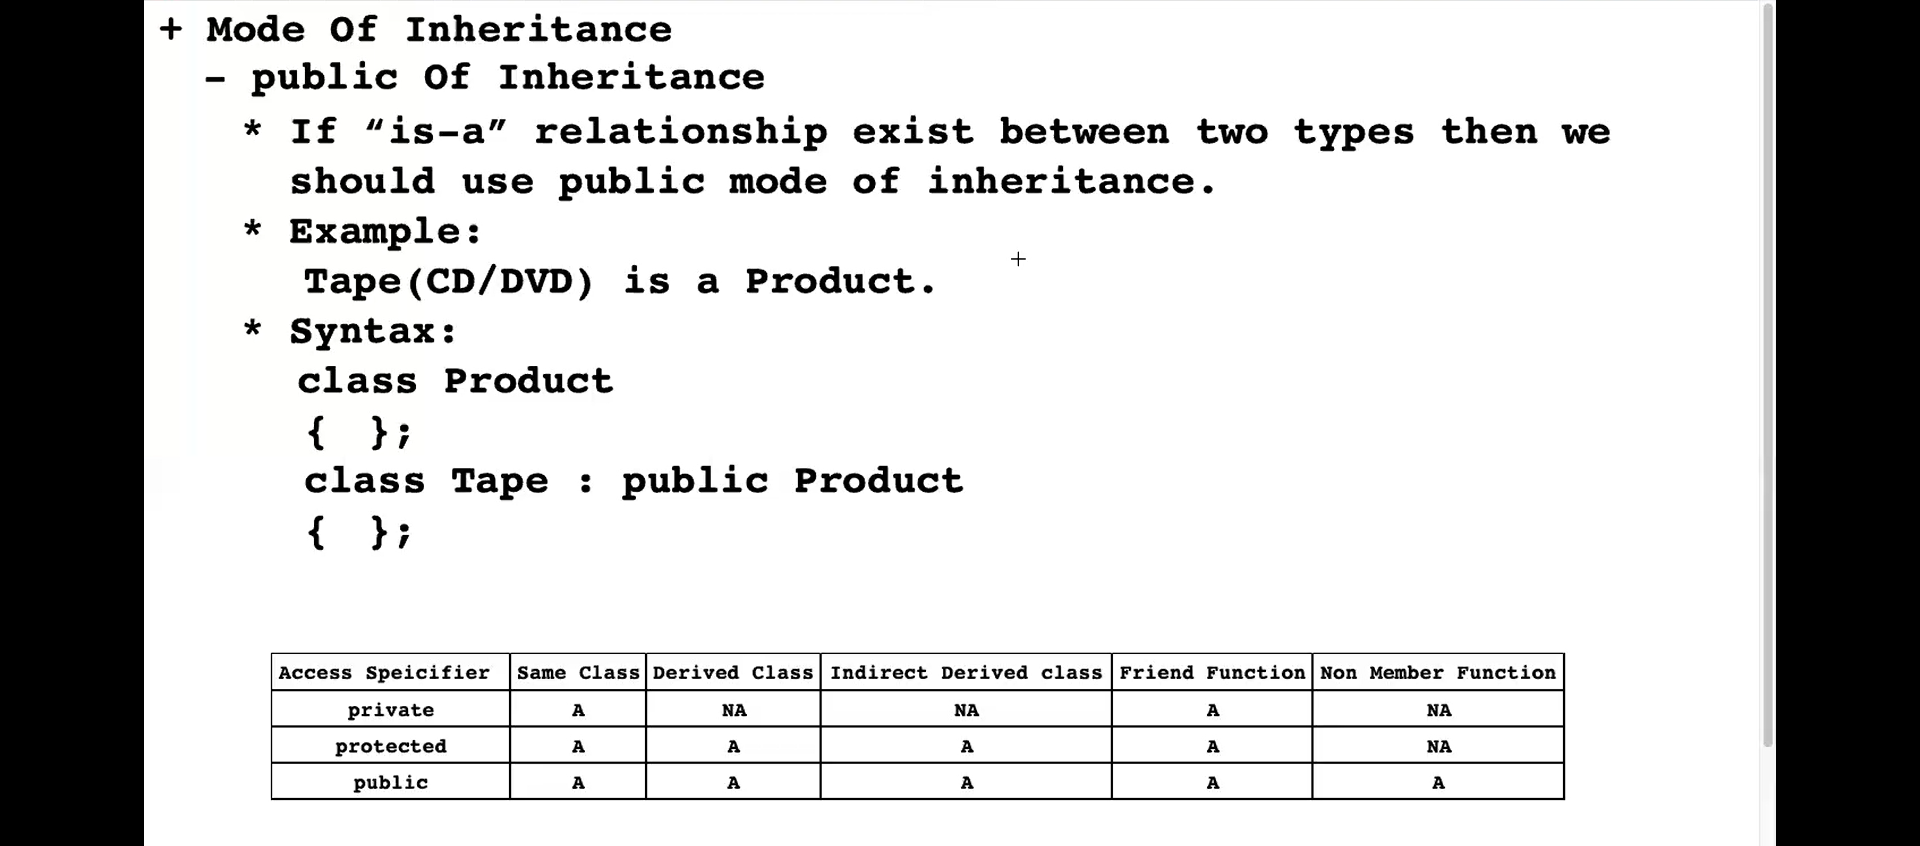 + Mode Of Inheritance
- public Of Inheritance
* If “is-a” relationship exist between two types then we
should use public mode of inheritance.
* Example:
Tape(CD/DVD) is a Product.
* Syntax:
class Product
{ };
class Tape : public Product
{ };
Access Speicifier Same Class Derived Class Indirect Derived class Friend Function Non Member Function
private A NA NA A NA
protected A A A A NA
public A A A A A